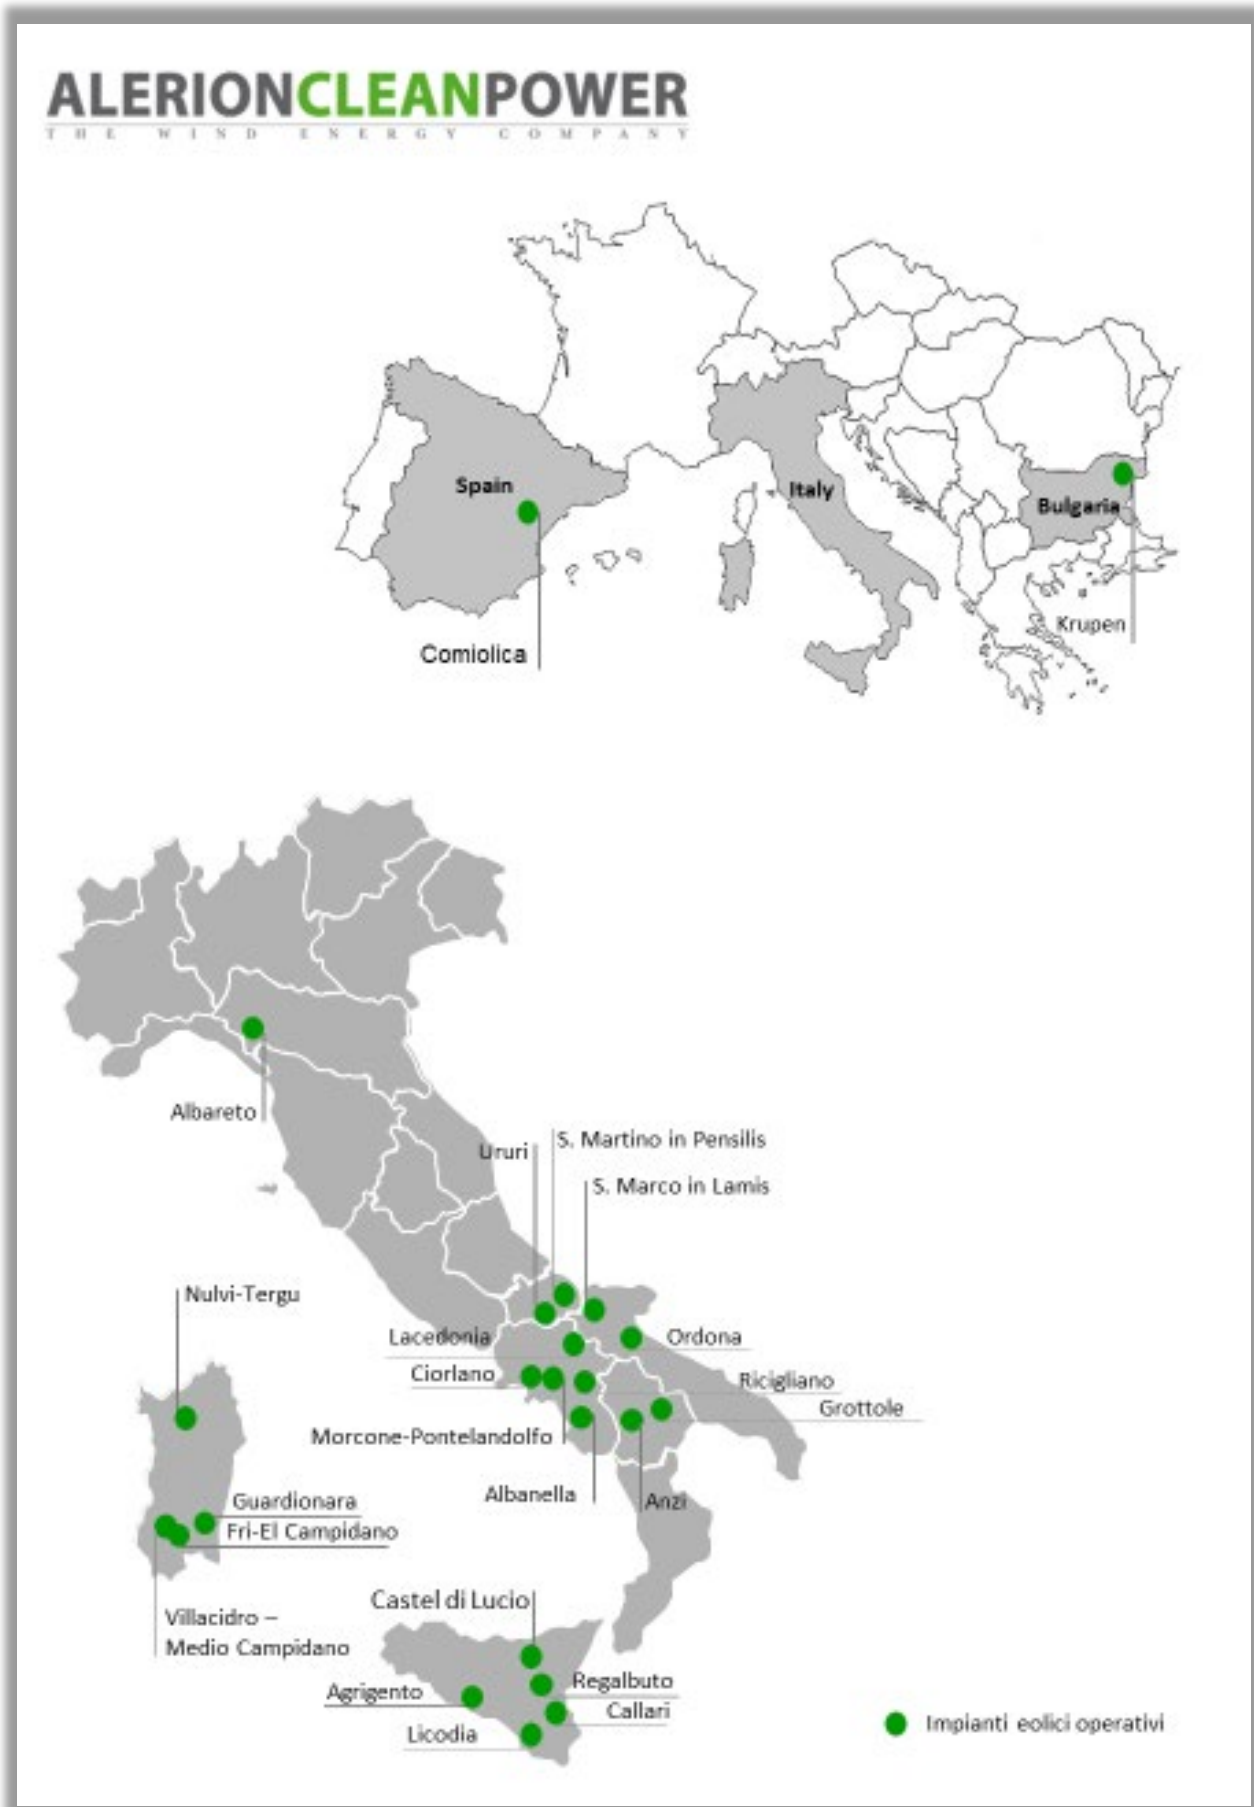 ALERIONCLEANPOWER
THE WIND ENERGY COMPANY
Spain
Italy
Bulgaria
Krupen
Comiolica
Albareto
Ururi
S. Martino in Pensilis
S. Marco in Lamis
Nulvi-Tergu
Lacedonia
Ordona
Ciorlano
Ricigliano
Grottole
Morcone-Pontelandolfo
Albanella
Anzi
Guardionara
Fri-El Campidano
Castel di Lucio
Villacidro –
Medio Campidano
Regalbuto
Agrigento
Callari
Licodia
Impianti eolici operativi